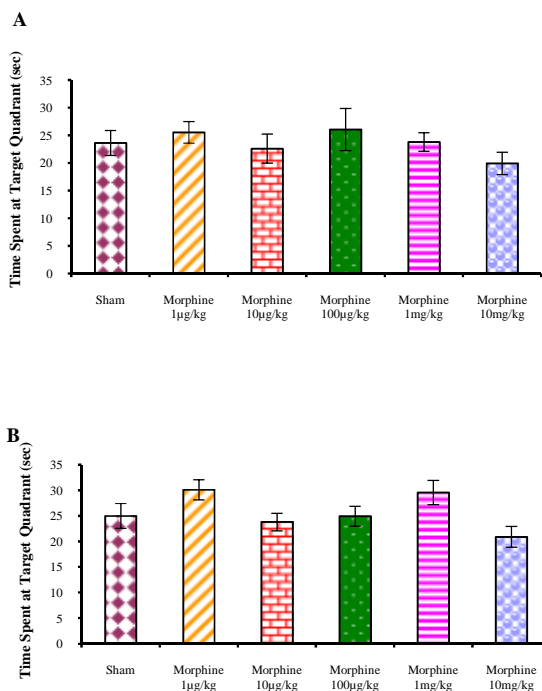 A
Time Spent at Target Quadrant (sec)
35
30
25
20
15
10
5
0
Sham
Morphine 1µg/kg
Morphine 10µg/kg
Morphine 100µg/kg
Morphine 1mg/kg
Morphine 10mg/kg
B
Time Spent at Target Quadrant (sec)
35
30
25
20
15
10
5
0
Sham
Morphine 1µg/kg
Morphine 10µg/kg
Morphine 100µg/kg
Morphine 1mg/kg
Morphine 10mg/kg